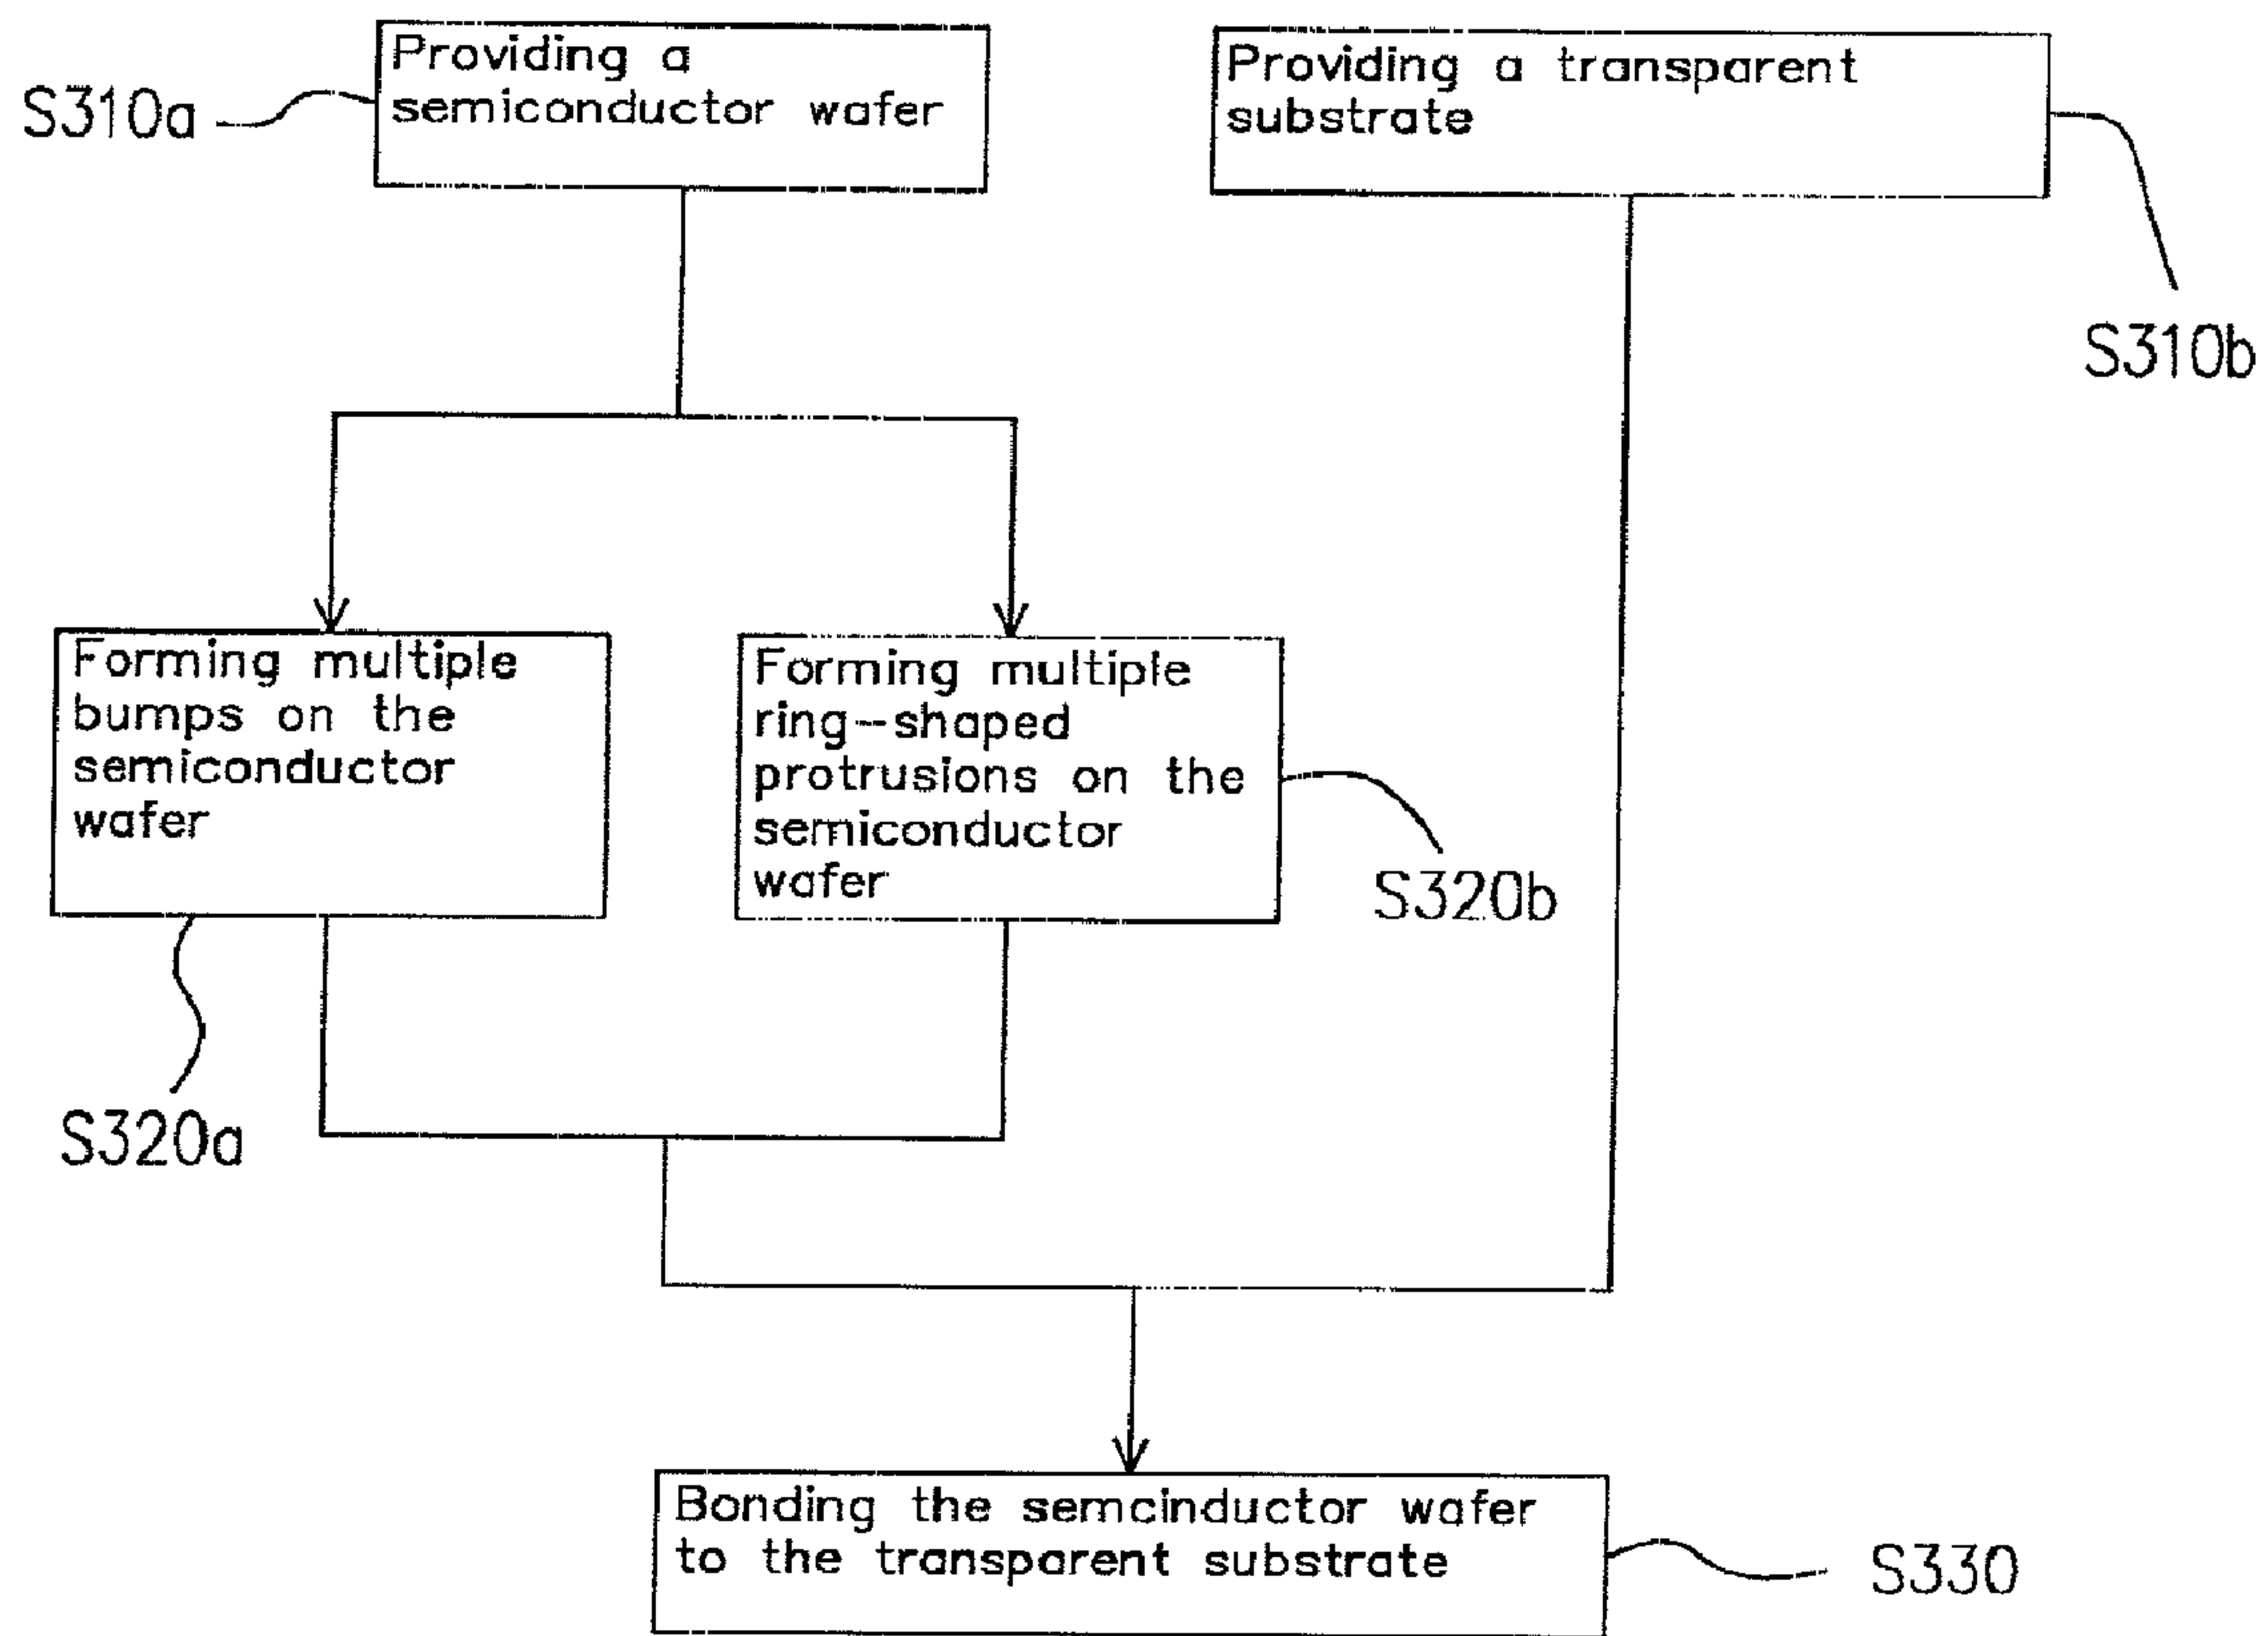 Providing a
semiconductor wafer
S310a
Providing a transparent
substrate
S310b
Forming multiple
bumps on the
semiconductor
wafer
S320a
Forming multiple
ring-shaped
protrusions on the
semiconductor
wafer
S320b
Bonding the semcinductor wafer
to the transparent substrate
S330